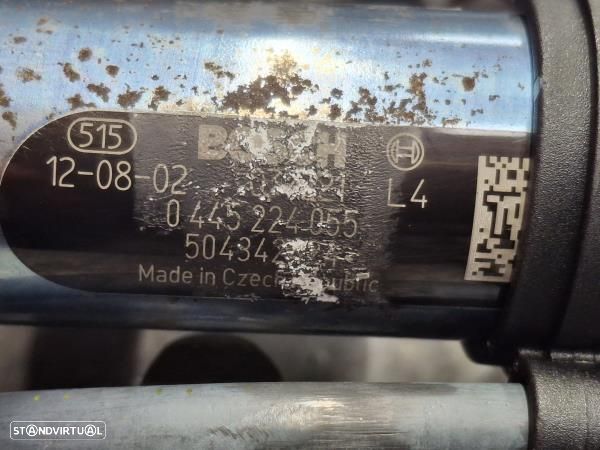 515
BOSCH
12-08-02
L4
0 445 224 055
Made in Czech Republic
STANDVIRTUAL